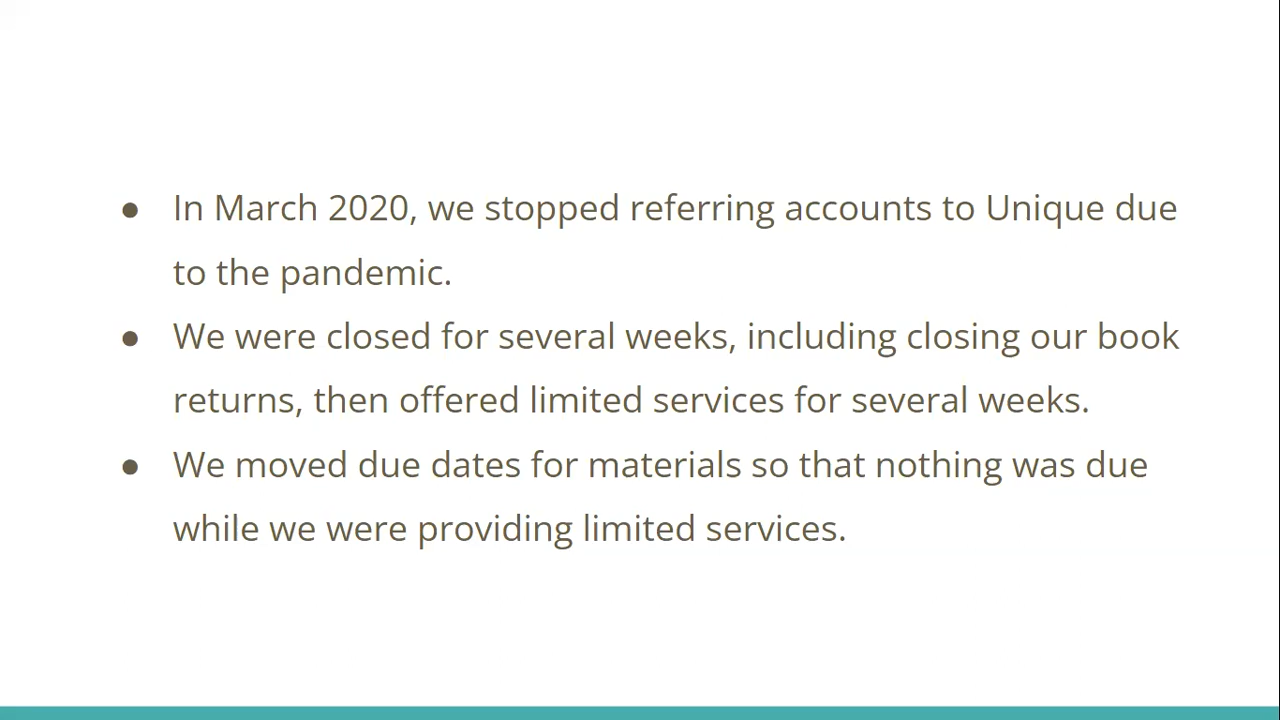 ● In March 2020, we stopped referring accounts to Unique due
to the pandemic.
● We were closed for several weeks, including closing our book
returns, then offered limited services for several weeks.
● We moved due dates for materials so that nothing was due
while we were providing limited services.